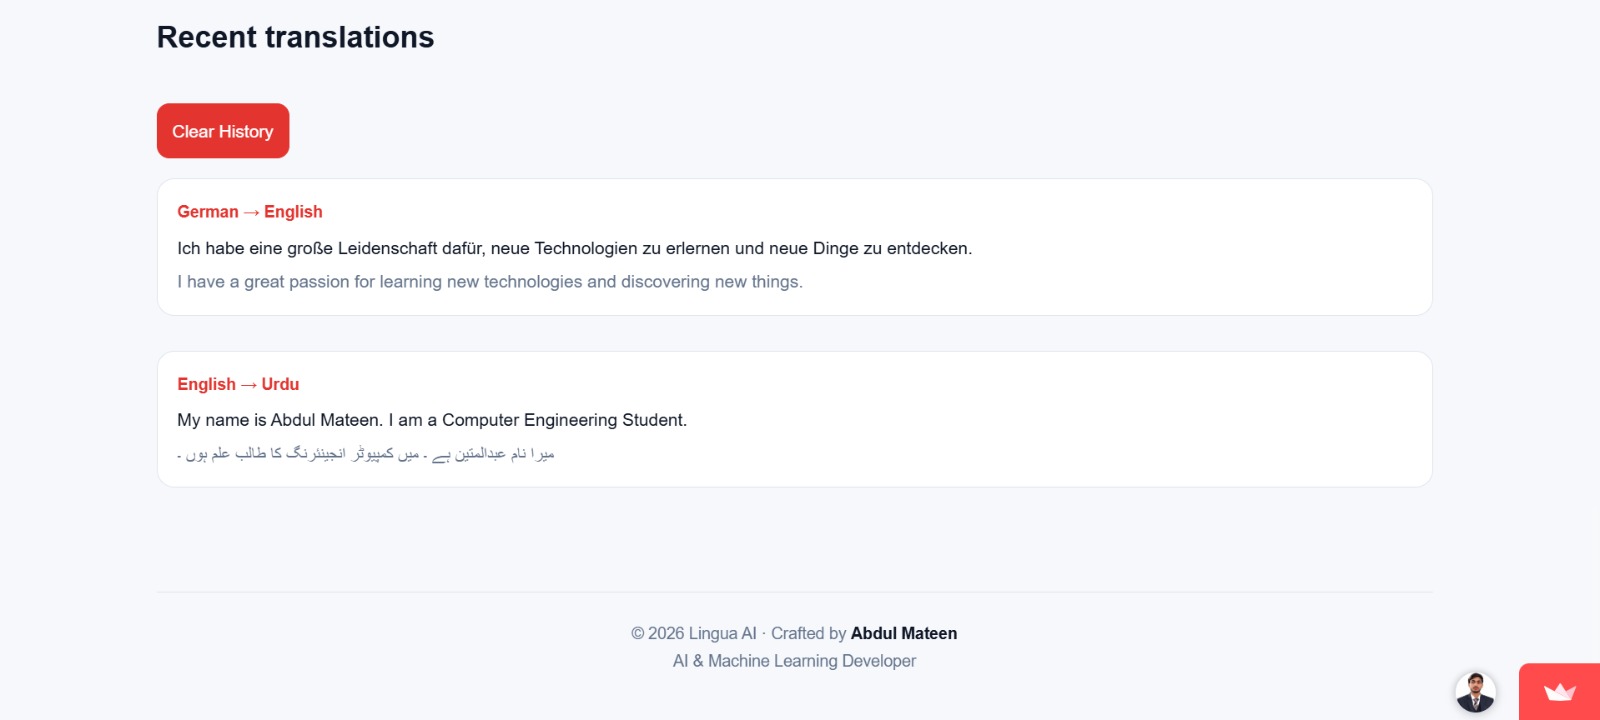 Recent translations
Clear History
German → English
Ich habe eine große Leidenschaft dafür, neue Technologien zu erlernen und neue Dinge zu entdecken.
I have a great passion for learning new technologies and discovering new things.
English → Urdu
My name is Abdul Mateen. I am a Computer Engineering Student.
میرا نام عبدالمتین ہے ۔ میں کمپیوٹر انجینئرنگ کا طالب علم ہوں ۔
© 2026 Lingua AI · Crafted by Abdul Mateen
AI & Machine Learning Developer